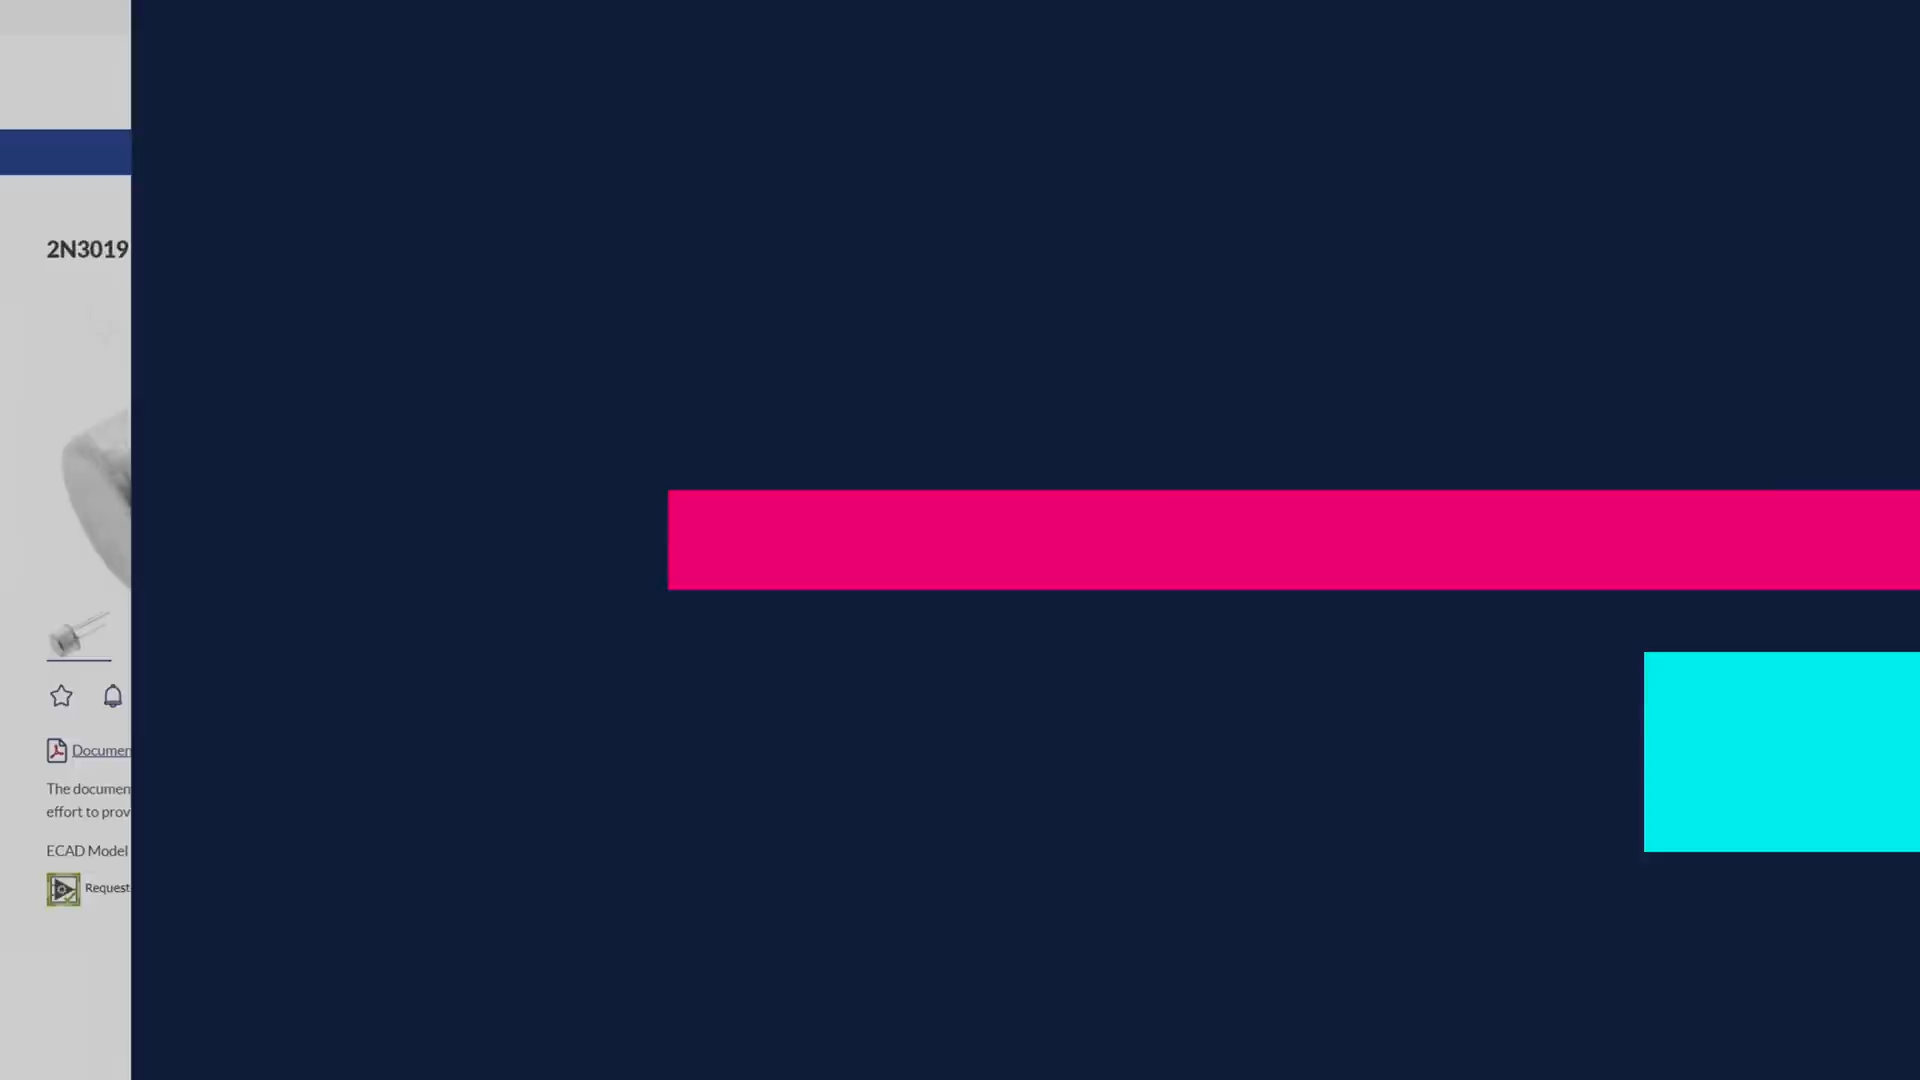 2N3019
Documen
The documen
effort to prov
ECAD Model
Request